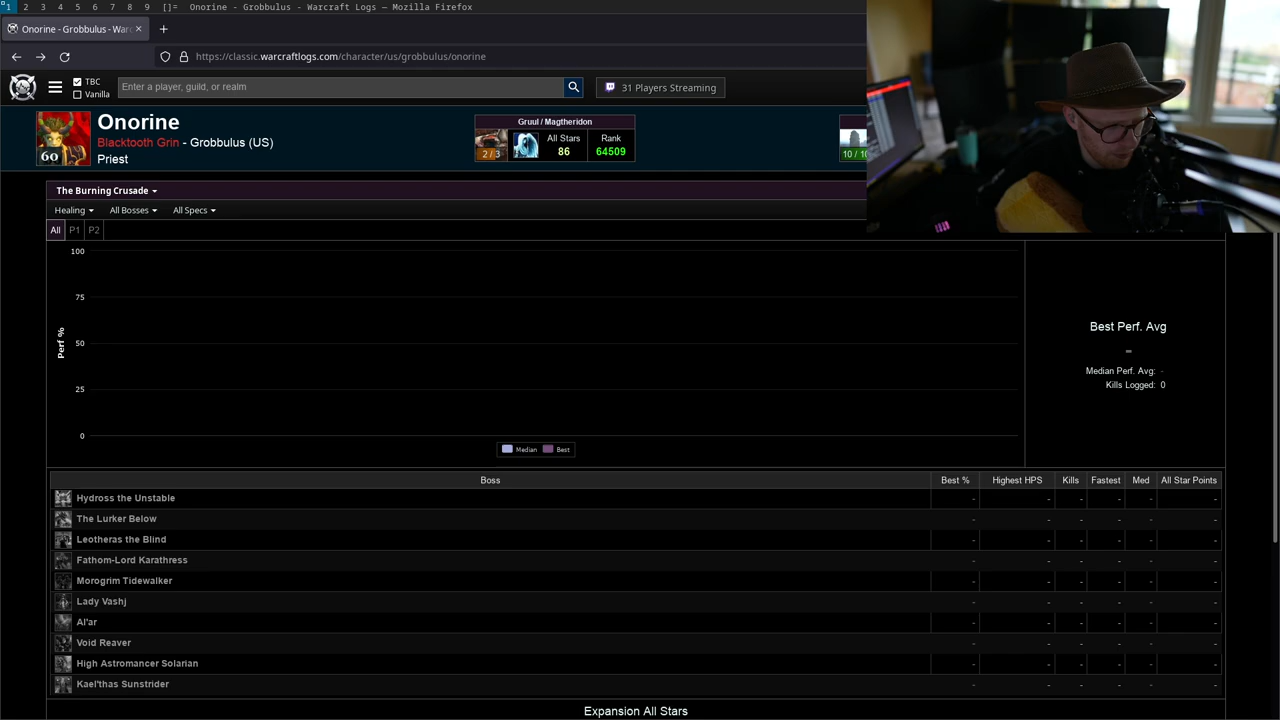 1 2 3 4 5 6 7 8 9 []= Onorine - Grobbulus - Warcraft Logs — Mozilla Firefox
Onorine - Grobbulus - Warc
https://classic.warcraftlogs.com/character/us/grobbulus/onorine
TBC
Vanilla
Enter a player, guild, or realm
31 Players Streaming
Onorine
Blacktooth Grin - Grobbulus (US)
Priest
60
Gruul / Magtheridon
2 / 3
All Stars
86
Rank
64509
10 / 10
The Burning Crusade
Healing All Bosses All Specs
All P1 P2
100
75
50
25
0
Perf %
Median Best
Best Perf. Avg
-
Median Perf. Avg: -
Kills Logged: 0
Boss Best % Highest HPS Kills Fastest Med All Star Points
Hydross the Unstable - - - - - -
The Lurker Below - - - - - -
Leotheras the Blind - - - - - -
Fathom-Lord Karathress - - - - - -
Morogrim Tidewalker - - - - - -
Lady Vashj - - - - - -
Al'ar - - - - - -
Void Reaver - - - - - -
High Astromancer Solarian - - - - - -
Kael'thas Sunstrider - - - - - -
Expansion All Stars